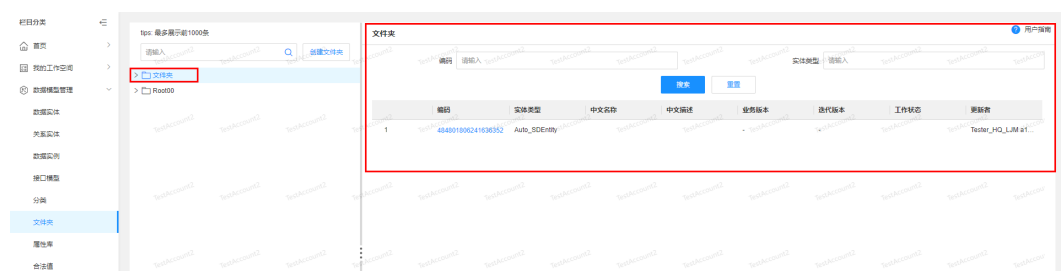 栏目分类
首页
我的工作空间
数据模型管理
数据实体
关系实体
数据实例
接口模型
分类
文件夹
属性库
合法值
tips: 最多展示前1000条
请输入
创建文件夹
文件夹
Root00
文件夹
用户指南
编码 请输入 实体类型 请输入
搜索 重置
编码 实体类型 中文名称 中文描述 业务版本 迭代版本 工作状态 更新者
1 484801806241636352 Auto_SDEntity - - Tester_HQ_LJM a1...
TestAccount2